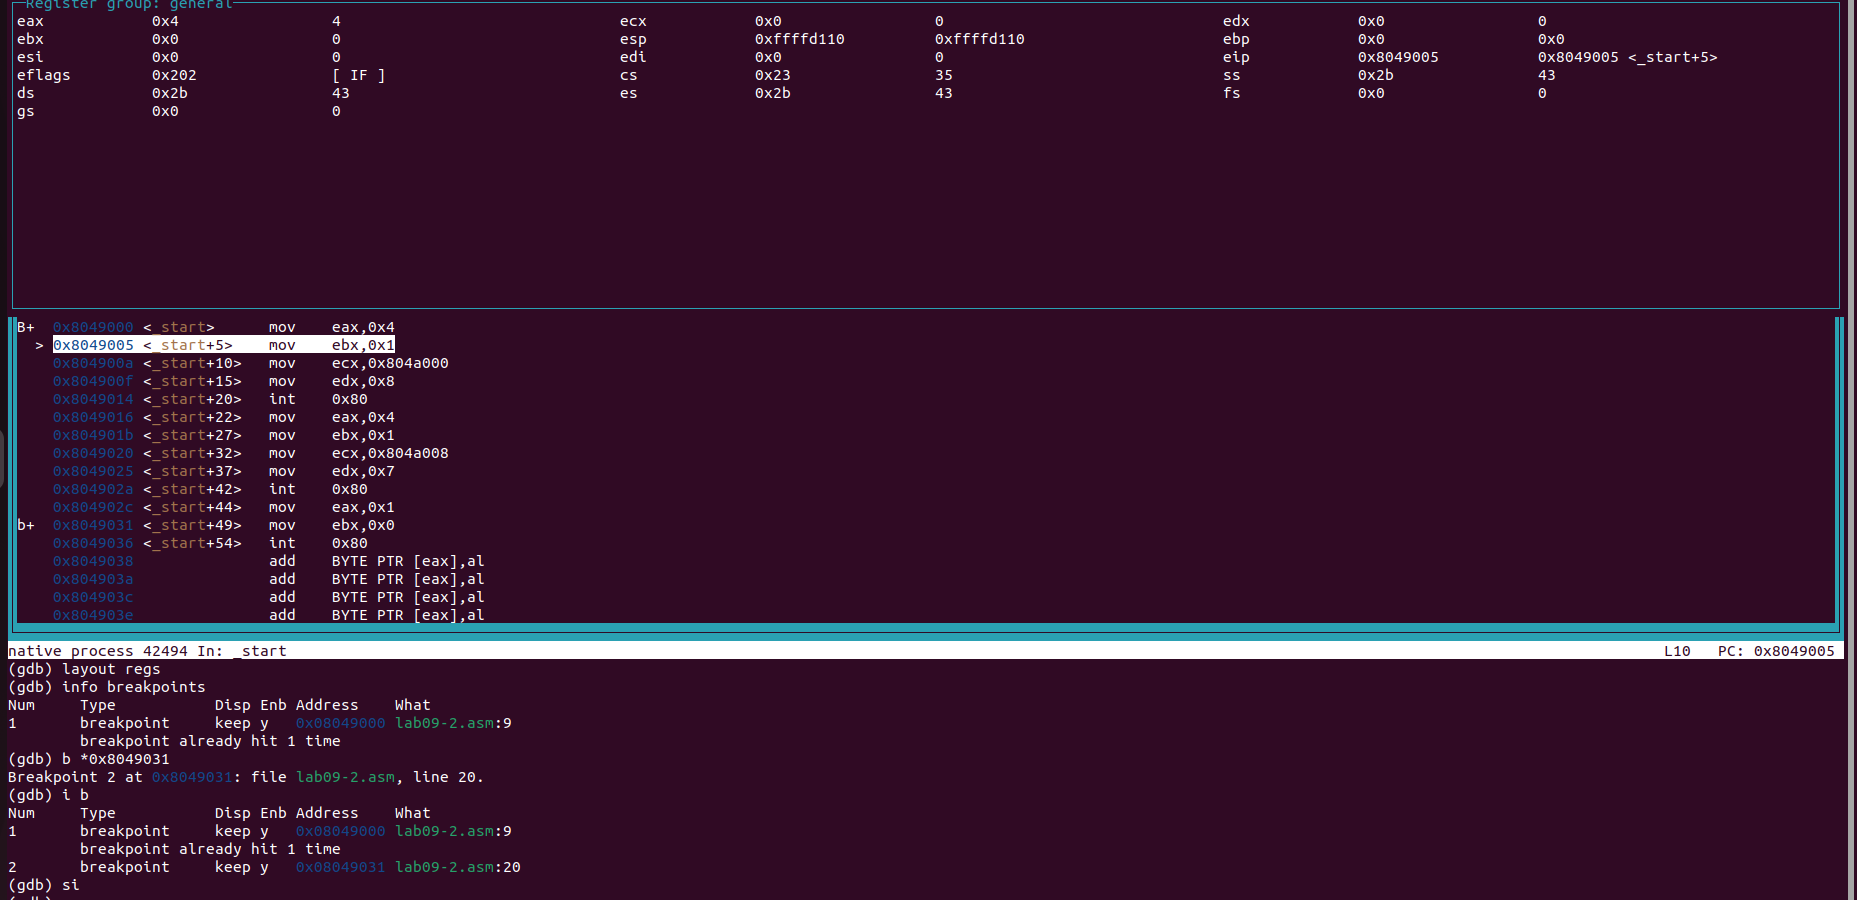 Register group: general
eax 0x4 4 ecx 0x0 0 edx 0x0 0
ebx 0x0 0 esp 0xffffd110 0xffffd110 ebp 0x0 0x0
esi 0x0 0 edi 0x0 0 eip 0x8049005 0x8049005 <_start+5>
eflags 0x202 [ IF ] cs 0x23 35 ss 0x2b 43
ds 0x2b 43 es 0x2b 43 fs 0x0 0
gs 0x0 0
B+ 0x8049000 <_start> mov eax,0x4
> 0x8049005 <_start+5> mov ebx,0x1
0x804900a <_start+10> mov ecx,0x804a000
0x804900f <_start+15> mov edx,0x8
0x8049014 <_start+20> int 0x80
0x8049016 <_start+22> mov eax,0x4
0x804901b <_start+27> mov ebx,0x1
0x8049020 <_start+32> mov ecx,0x804a008
0x8049025 <_start+37> mov edx,0x7
0x804902a <_start+42> int 0x80
0x804902c <_start+44> mov eax,0x1
b+ 0x8049031 <_start+49> mov ebx,0x0
0x8049036 <_start+54> int 0x80
0x8049038 add BYTE PTR [eax],al
0x804903a add BYTE PTR [eax],al
0x804903c add BYTE PTR [eax],al
0x804903e add BYTE PTR [eax],al
native process 42494 In: _start L10 PC: 0x8049005
(gdb) layout regs
(gdb) info breakpoints
Num Type Disp Enb Address What
1 breakpoint keep y 0x08049000 lab09-2.asm:9
breakpoint already hit 1 time
(gdb) b *0x8049031
Breakpoint 2 at 0x8049031: file lab09-2.asm, line 20.
(gdb) i b
Num Type Disp Enb Address What
1 breakpoint keep y 0x08049000 lab09-2.asm:9
breakpoint already hit 1 time
2 breakpoint keep y 0x08049031 lab09-2.asm:20
(gdb) si